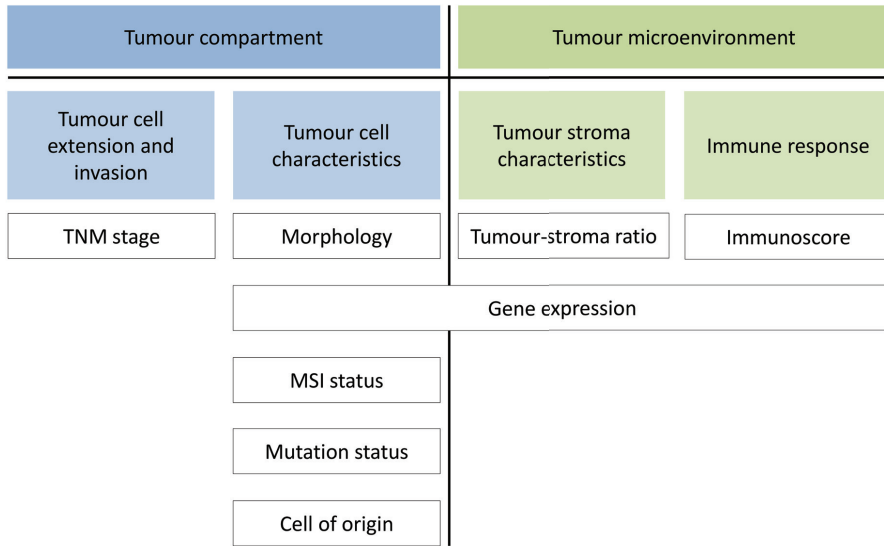 Tumour compartment
Tumour microenvironment
Tumour cell
extension and
invasion
Tumour cell
characteristics
Tumour stroma
characteristics
Immune response
TNM stage
Morphology
Tumour-stroma ratio
Immunoscore
Gene expression
MSI status
Mutation status
Cell of origin